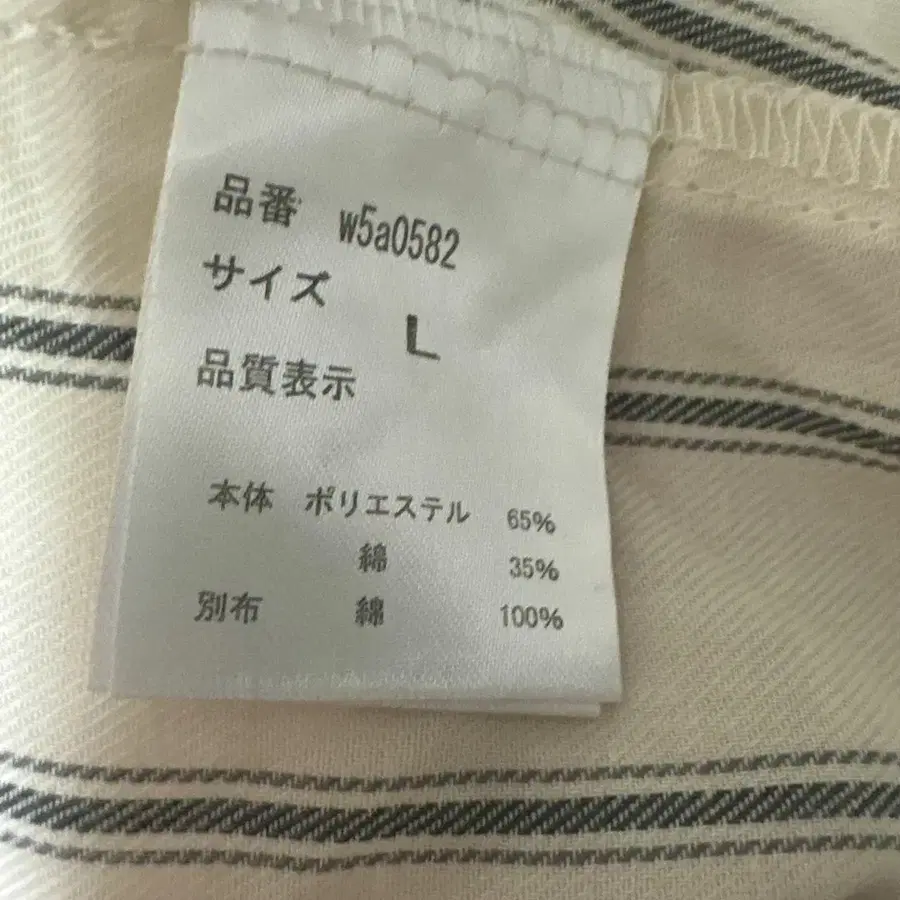 品番 w5a0582
サイズ L
品質表示
本体 ポリエステル 65%
綿 35%
別布 綿 100%